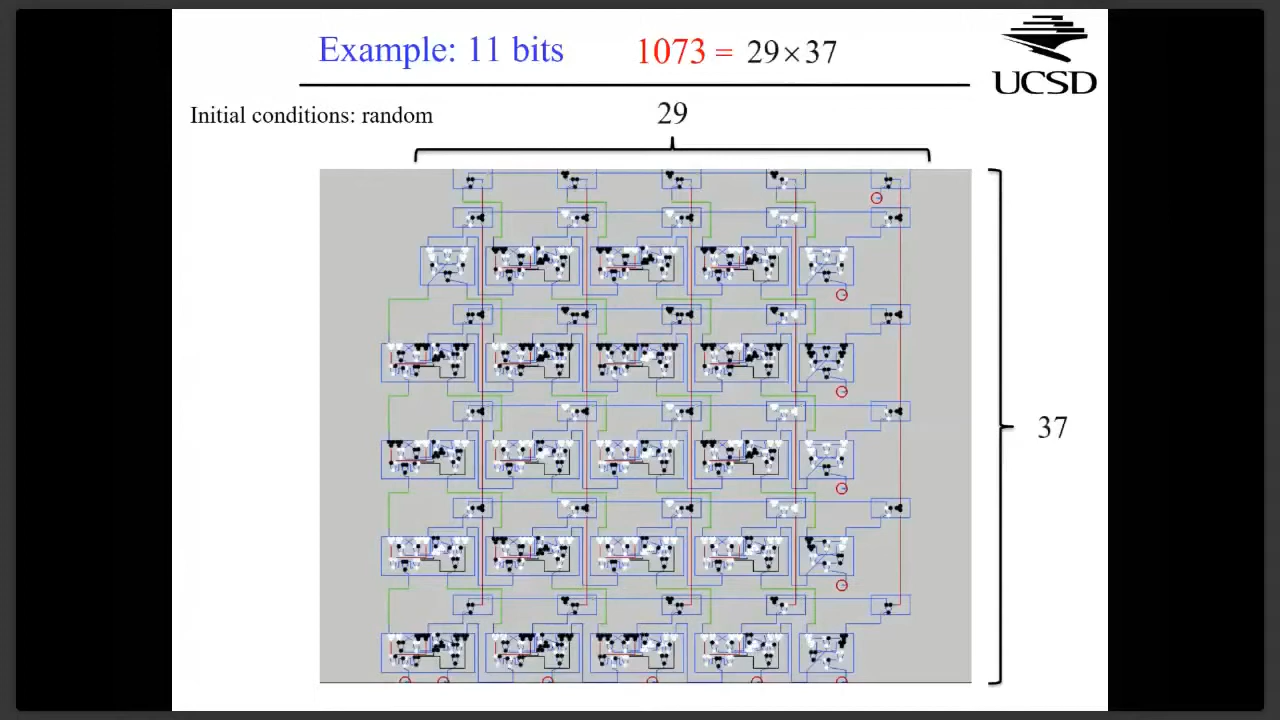 Example: 11 bits
1073 = 29×37
UCSD
Initial conditions: random
29
37